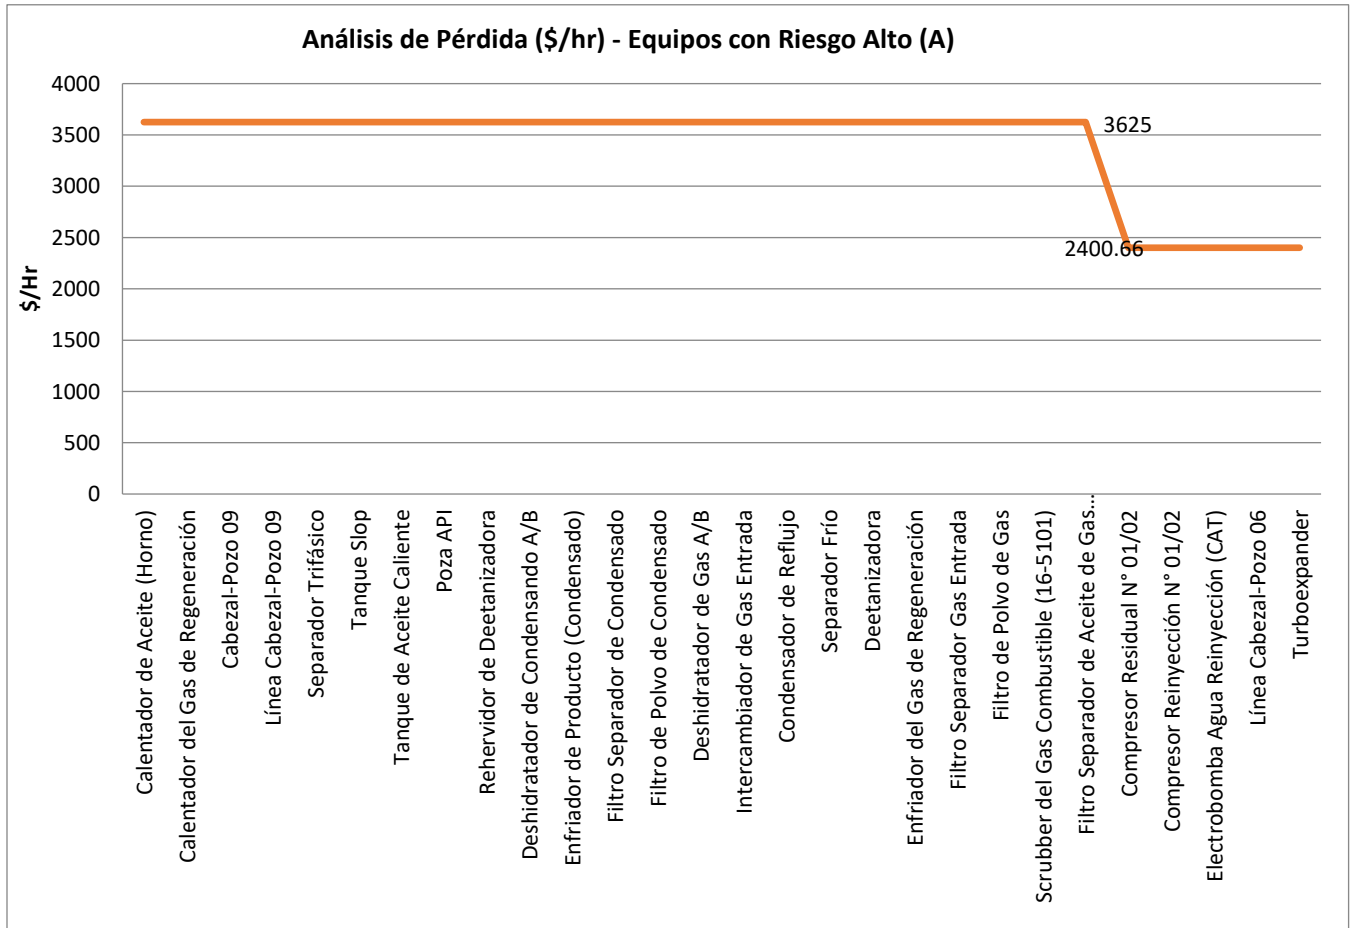 Análisis de Pérdida ($/hr) - Equipos con Riesgo Alto (A)
4000
3500
3000
2500
2000
1500
1000
500
0
$/Hr
3625
2400.66
Calentador de Aceite (Horno)
Calentador del Gas de Regeneración
Cabezal-Pozo 09
Línea Cabezal-Pozo 09
Separador Trifásico
Tanque Slop
Tanque de Aceite Caliente
Poza API
Rehervidor de Deetanizadora
Deshidratador de Condensando A/B
Enfriador de Producto (Condensado)
Filtro Separador de Condensado
Filtro de Polvo de Condensado
Deshidratador de Gas A/B
Intercambiador de Gas Entrada
Condensador de Reflujo
Separador Frío
Deetanizadora
Enfriador del Gas de Regeneración
Filtro Separador Gas Entrada
Filtro de Polvo de Gas
Scrubber del Gas Combustible (16-5101)
Filtro Separador de Aceite de Gas...
Compresor Residual N° 01/02
Compresor Reinyección N° 01/02
Electrobomba Agua Reinyección (CAT)
Línea Cabezal-Pozo 06
Turboexpander